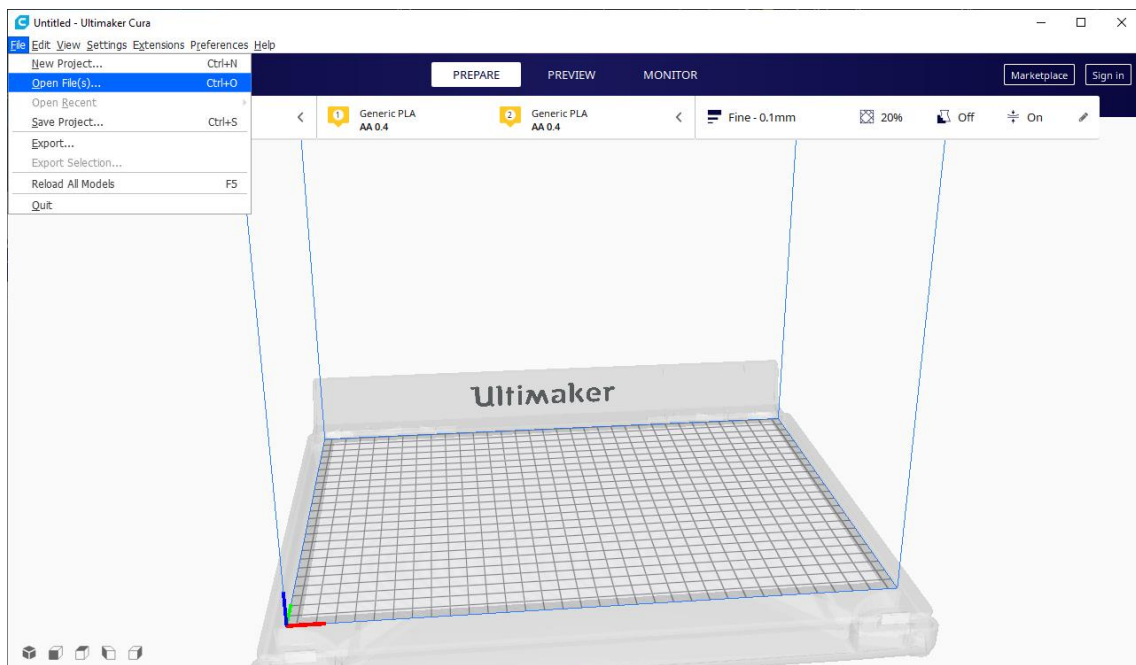 Untitled - Ultimaker Cura
File Edit View Settings Extensions Preferences Help
New Project... Ctrl+N
Open File(s)... Ctrl+O
Open Recent
Save Project... Ctrl+S
Export...
Export Selection...
Reload All Models F5
Quit
PREPARE PREVIEW MONITOR Marketplace Sign in
1 Generic PLA 2 Generic PLA Fine - 0.1mm 20% Off On
AA 0.4 AA 0.4
Ultimaker